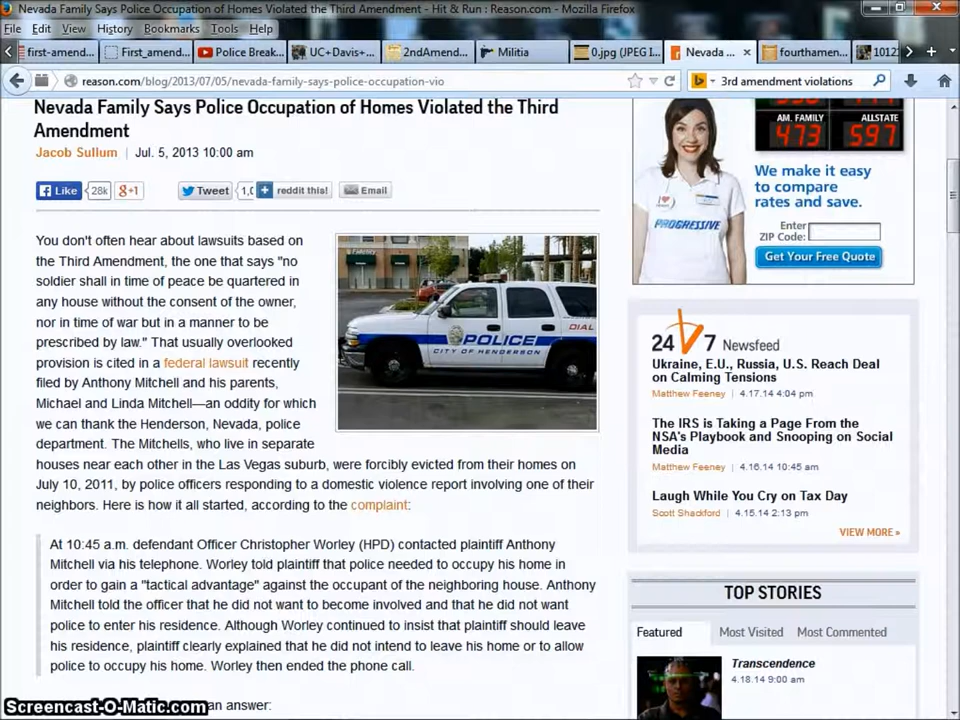 Nevada Family Says Police Occupation of Homes Violated the Third Amendment - Hit & Run : Reason.com - Mozilla Firefox
File Edit View History Bookmarks Tools Help
first-amend... First_amend... Police Break... UC+Davis+... 2ndAmend... Militia 0.jpg (JPEG I... Nevada ... fourthamen... 10122
reason.com/blog/2013/07/05/nevada-family-says-police-occupation-vio
3rd amendment violations
Nevada Family Says Police Occupation of Homes Violated the Third
Amendment
Jacob Sullum | Jul. 5, 2013 10:00 am
Like 28k +1 Tweet reddit this! Email
You don't often hear about lawsuits based on
the Third Amendment, the one that says "no
soldier shall in time of peace be quartered in
any house without the consent of the owner,
nor in time of war but in a manner to be
prescribed by law." That usually overlooked
provision is cited in a federal lawsuit recently
filed by Anthony Mitchell and his parents,
Michael and Linda Mitchell—an oddity for which
we can thank the Henderson, Nevada, police
department. The Mitchells, who live in separate
houses near each other in the Las Vegas suburb, were forcibly evicted from their homes on
July 10, 2011, by police officers responding to a domestic violence report involving one of their
neighbors. Here is how it all started, according to the complaint:
At 10:45 a.m. defendant Officer Christopher Worley (HPD) contacted plaintiff Anthony
Mitchell via his telephone. Worley told plaintiff that police needed to occupy his home in
order to gain a "tactical advantage" against the occupant of the neighboring house. Anthony
Mitchell told the officer that he did not want to become involved and that he did not want
police to enter his residence. Although Worley continued to insist that plaintiff should leave
his residence, plaintiff clearly explained that he did not intend to leave his home or to allow
police to occupy his home. Worley then ended the phone call.
an answer:
POLICE
CITY OF HENDERSON
DIAL
AM. FAMILY ALLSTATE
473 597
We make it easy
to compare
rates and save.
PROGRESSIVE
Enter
ZIP Code:
Get Your Free Quote
24 7 Newsfeed
Ukraine, E.U., Russia, U.S. Reach Deal
on Calming Tensions
Matthew Feeney | 4.17.14 4:04 pm
The IRS is Taking a Page From the
NSA's Playbook and Snooping on Social
Media
Matthew Feeney | 4.16.14 10:45 am
Laugh While You Cry on Tax Day
Scott Shackford | 4.15.14 2:13 pm
VIEW MORE »
TOP STORIES
Featured Most Visited Most Commented
Transcendence
4.18.14 9:00 am
Screencast-O-Matic.com